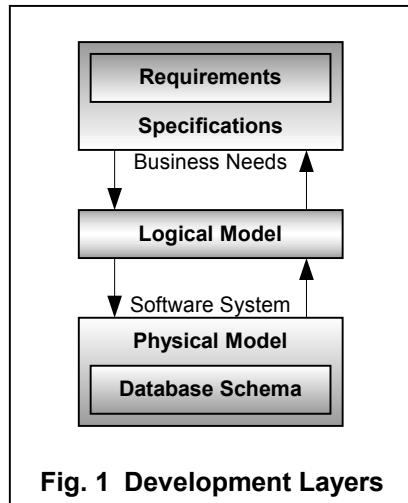 Requirements
Specifications
Business Needs
Logical Model
Software System
Physical Model
Database Schema
Fig. 1 Development Layers